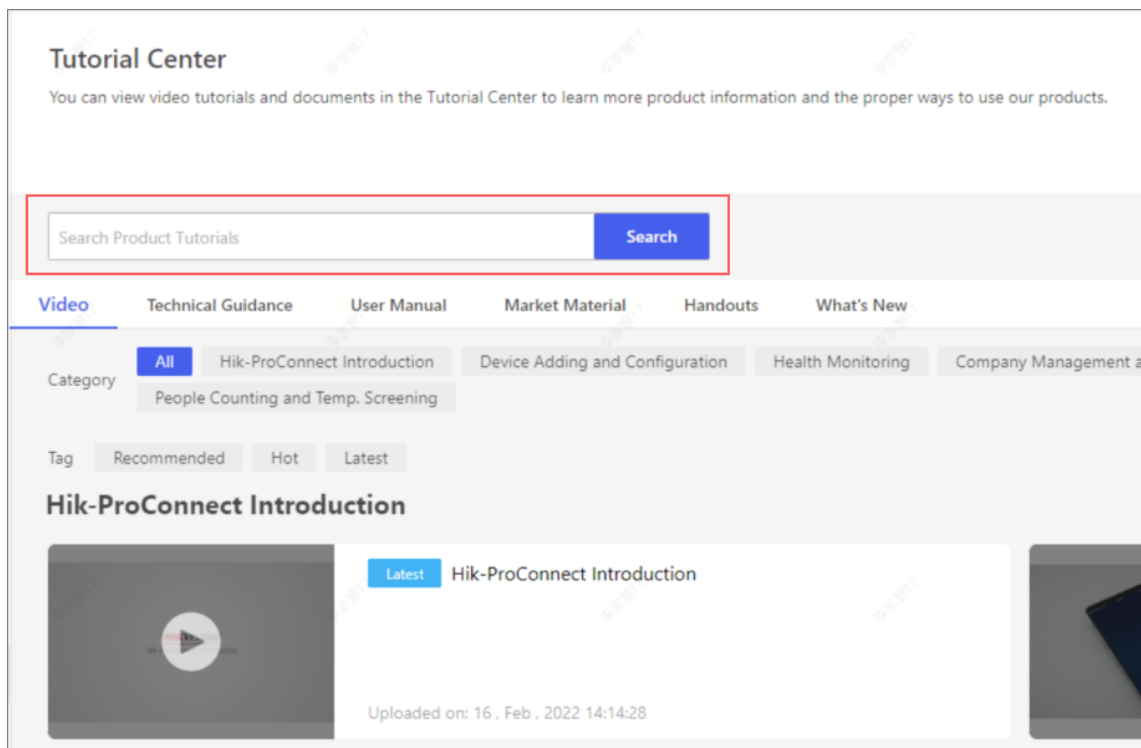 Tutorial Center
You can view video tutorials and documents in the Tutorial Center to learn more product information and the proper ways to use our products.
Search Product Tutorials
Search
Video Technical Guidance User Manual Market Material Handouts What's New
Category All Hik-ProConnect Introduction Device Adding and Configuration Health Monitoring Company Management
People Counting and Temp. Screening
Tag Recommended Hot Latest
Hik-ProConnect Introduction
Latest Hik-ProConnect Introduction
Uploaded on: 16 , Feb , 2022 14:14:28